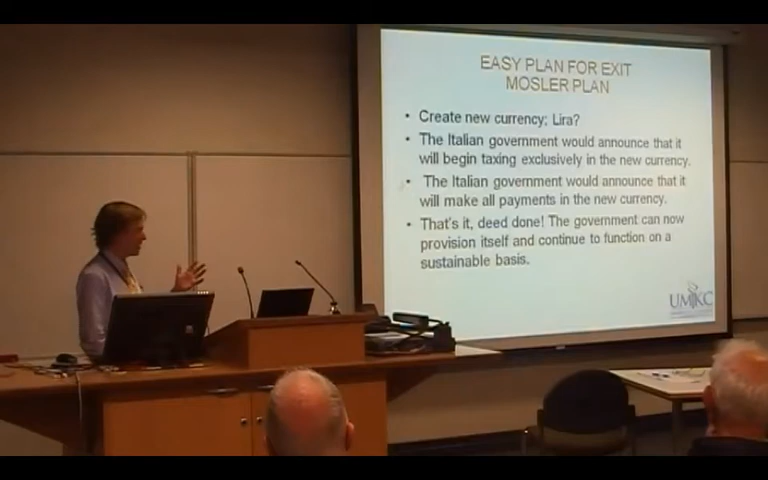 EASY PLAN FOR EXIT
MOSLER PLAN
• Create new currency; Lira?
• The Italian government would announce that it
will begin taxing exclusively in the new currency.
• The Italian government would announce that it
will make all payments in the new currency.
• That's it, deed done! The government can now
provision itself and continue to function on a
sustainable basis.
UMKC